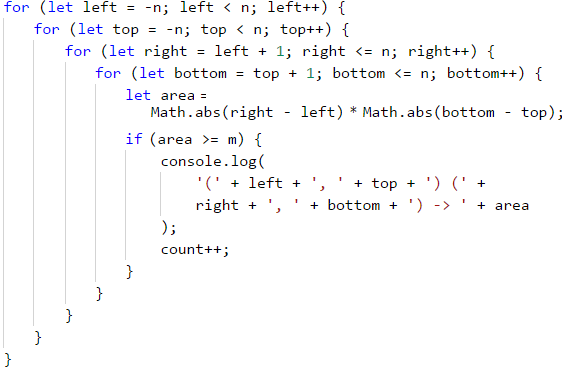 for (let left = -n; left < n; left++) {
    for (let top = -n; top < n; top++) {
        for (let right = left + 1; right <= n; right++) {
            for (let bottom = top + 1; bottom <= n; bottom++) {
                let area =
                    Math.abs(right - left) * Math.abs(bottom - top);
                if (area >= m) {
                    console.log(
                        '(' + left + ', ' + top + ') (' +
                        right + ', ' + bottom + ') -> ' + area
                    );
                    count++;
                }
            }
        }
    }
}